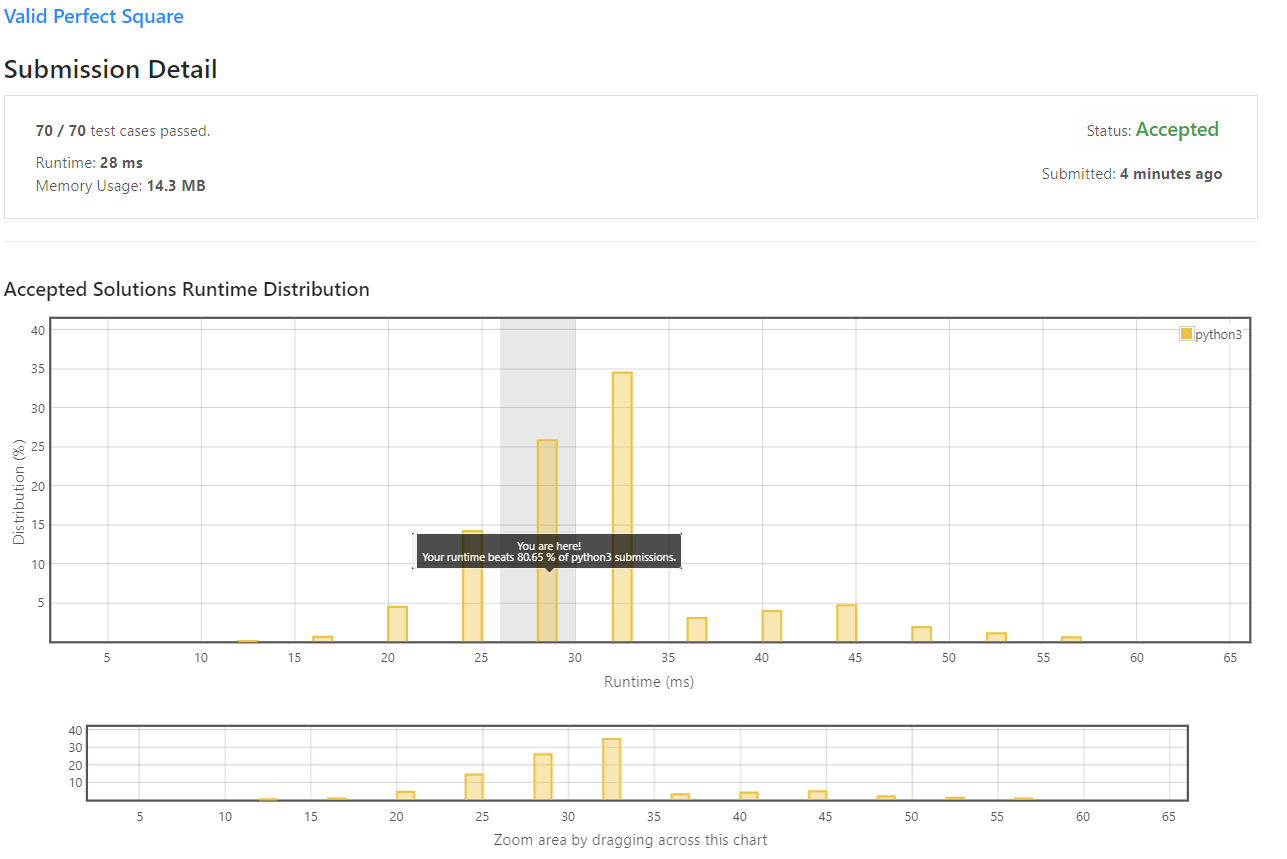 Valid Perfect Square
Submission Detail
70 / 70 test cases passed.
Status: Accepted
Runtime: 28 ms
Submitted: 4 minutes ago
Memory Usage: 14.3 MB
Accepted Solutions Runtime Distribution
40
35
30
25
20
15
10
5
Distribution (%)
python3
You are here!
Your runtime beats 80.65 % of python3 submissions.
5 10 15 20 25 30 35 40 45 50 55 60 65
Runtime (ms)
40
30
20
10
5 10 15 20 25 30 35 40 45 50 55 60 65
Zoom area by dragging across this chart